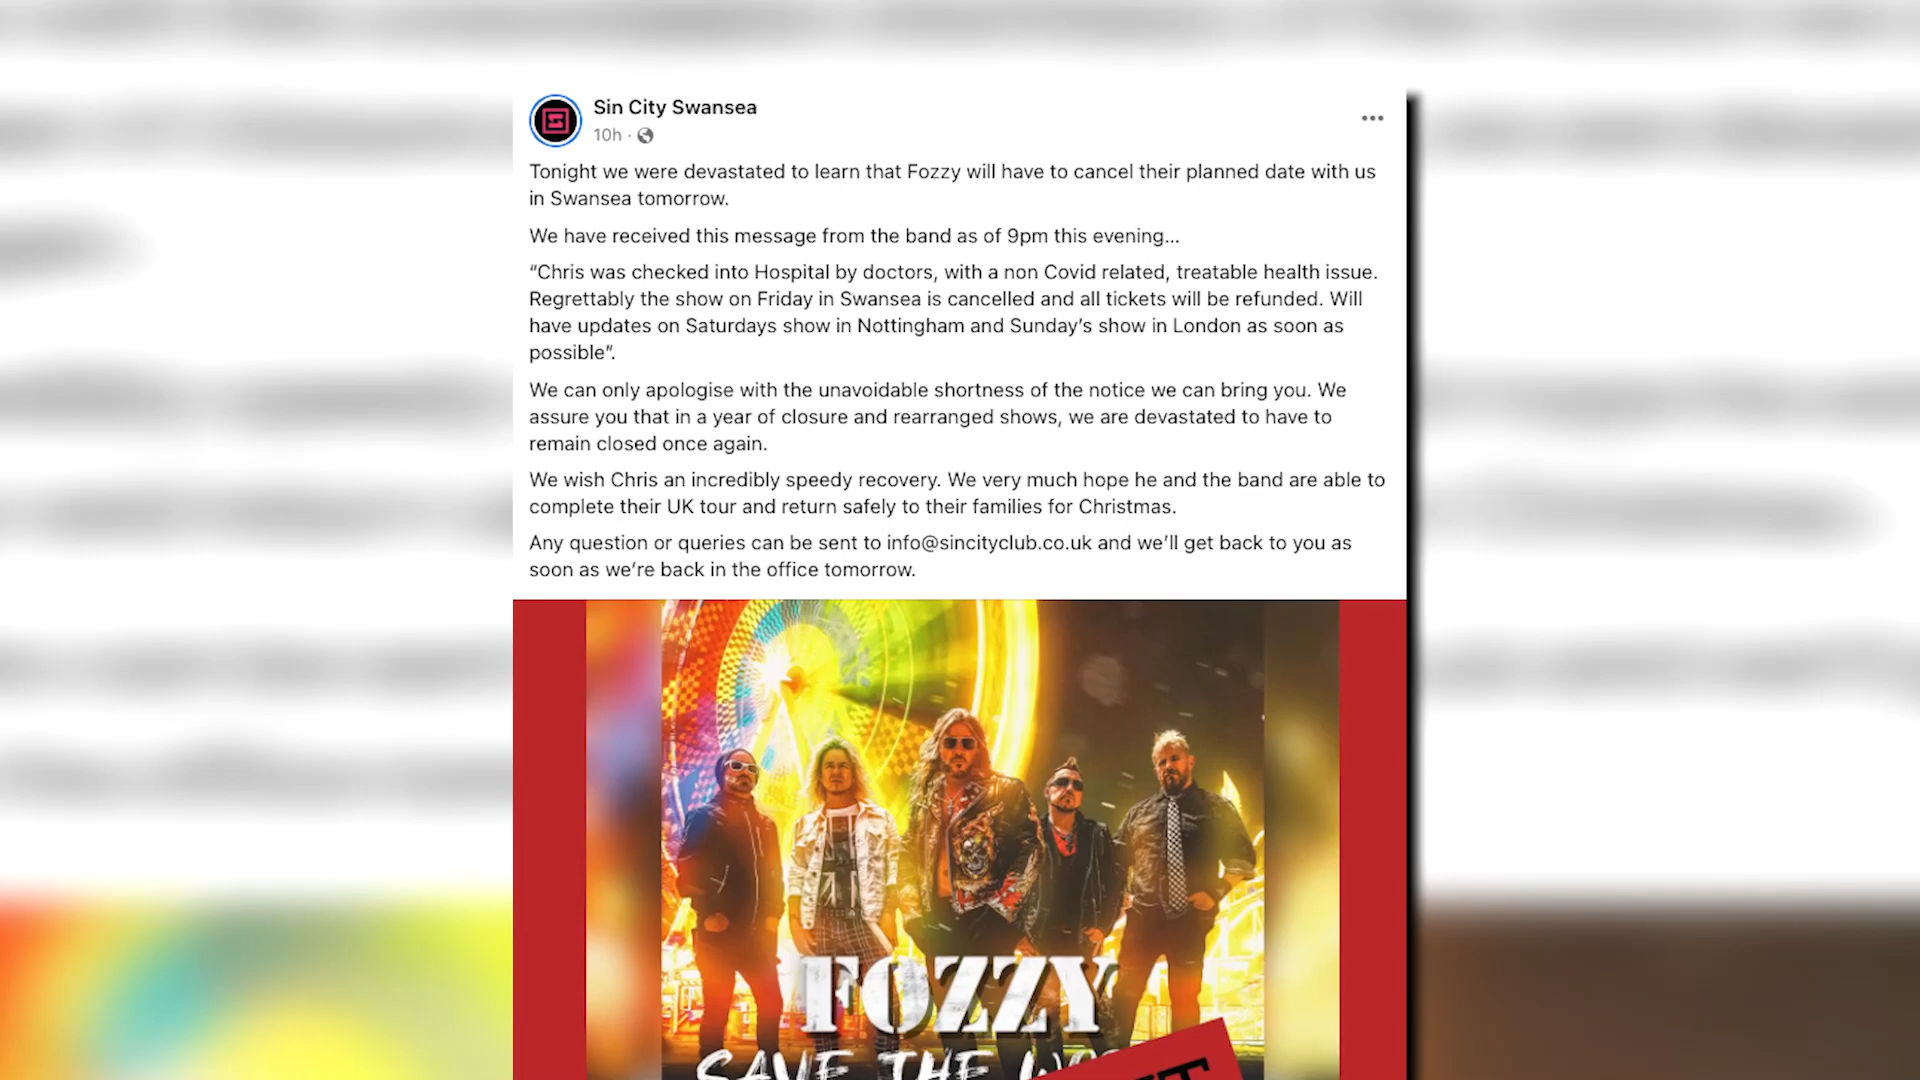 Sin City Swansea
10h ·
Tonight we were devastated to learn that Fozzy will have to cancel their planned date with us
in Swansea tomorrow.
We have received this message from the band as of 9pm this evening...
“Chris was checked into Hospital by doctors, with a non Covid related, treatable health issue.
Regrettably the show on Friday in Swansea is cancelled and all tickets will be refunded. Will
have updates on Saturdays show in Nottingham and Sunday’s show in London as soon as
possible”.
We can only apologise with the unavoidable shortness of the notice we can bring you. We
assure you that in a year of closure and rearranged shows, we are devastated to have to
remain closed once again.
We wish Chris an incredibly speedy recovery. We very much hope he and the band are able to
complete their UK tour and return safely to their families for Christmas.
Any question or queries can be sent to info@sincityclub.co.uk and we’ll get back to you as
soon as we’re back in the office tomorrow.
FOZZY
SAVE THE